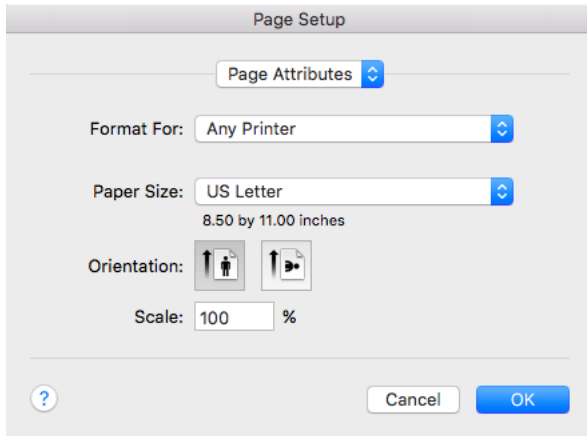 Page Setup
Page Attributes
Format For: Any Printer
Paper Size: US Letter
8.50 by 11.00 inches
Orientation:
Scale: 100 %
? Cancel OK